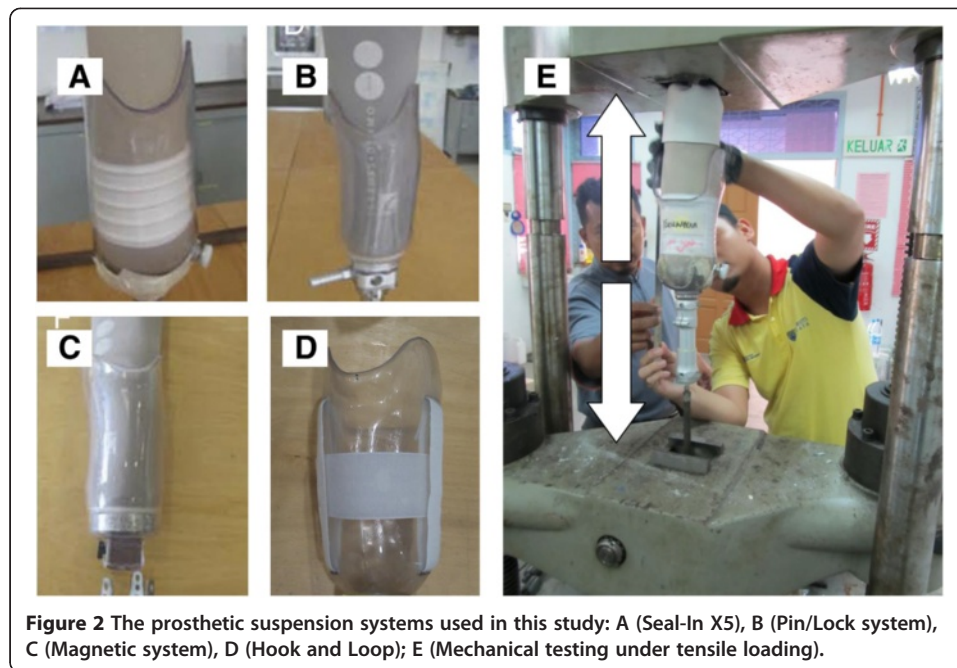 A
B
E
KELUAR
C
D
Figure 2 The prosthetic suspension systems used in this study: A (Seal-In X5), B (Pin/Lock system),
C (Magnetic system), D (Hook and Loop); E (Mechanical testing under tensile loading).